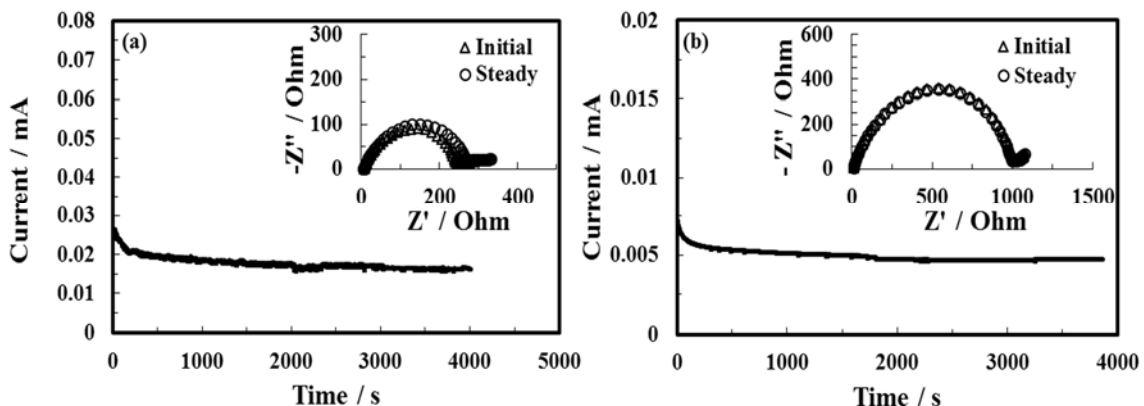 0.08
(a)
0.07
0.06
0.05
0.04
0.03
0.02
0.01
0
Current / mA
0
1000
2000
3000
4000
5000
Time / s
300
200
100
0
-Z'' / Ohm
0
200
400
Z' / Ohm
Initial
Steady
0.02
(b)
0.015
0.01
0.005
0
Current / mA
0
1000
2000
3000
4000
Time / s
600
400
200
0
-Z'' / Ohm
0
500
1000
1500
Z' / Ohm
Initial
Steady